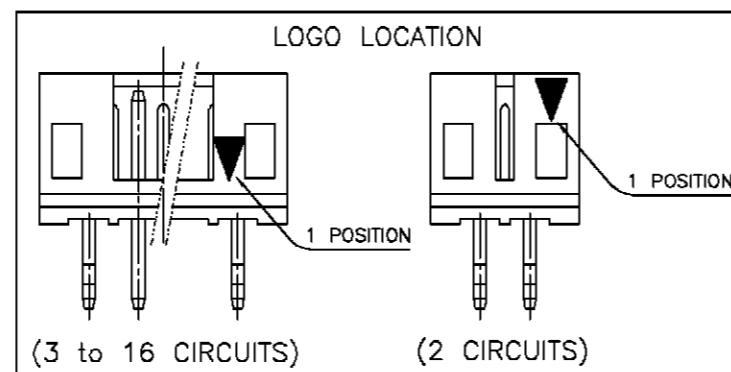 LOGO LOCATION
1 POSITION
1 POSITION
(3 to 16 CIRCUITS)
(2 CIRCUITS)